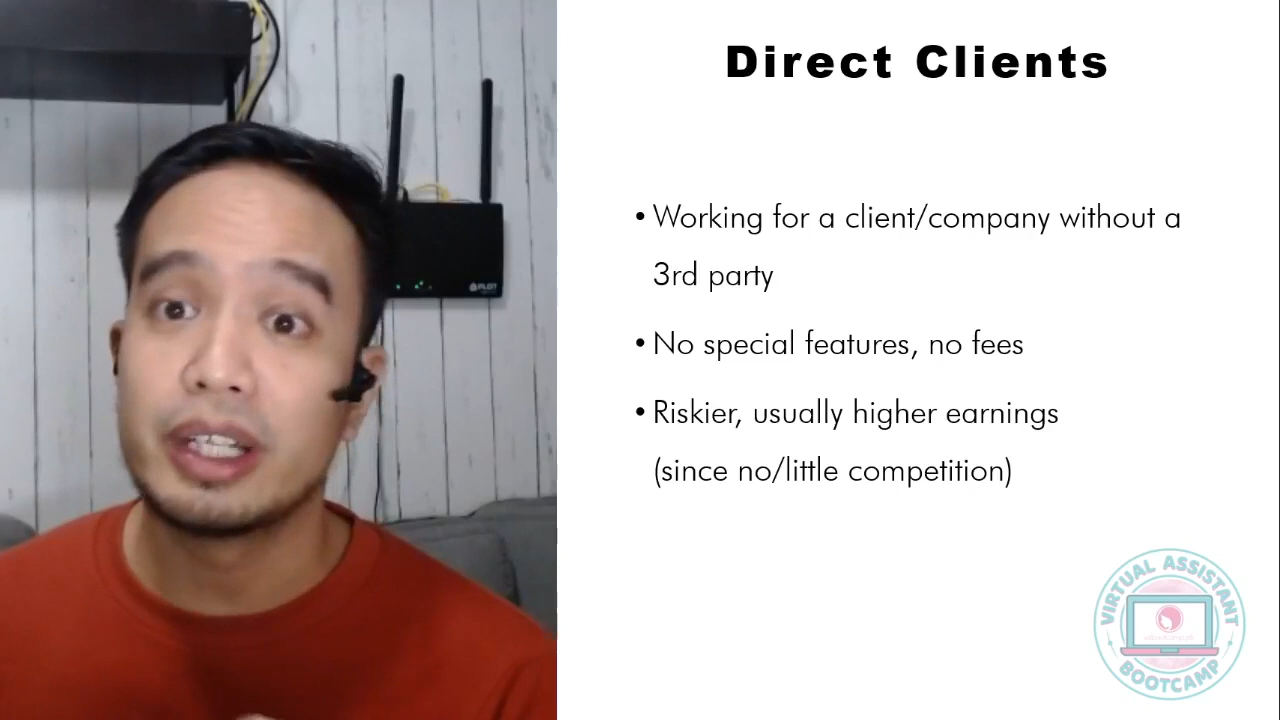 Direct Clients
• Working for a client/company without a
3rd party
• No special features, no fees
• Riskier, usually higher earnings
(since no/little competition)
PLDT
VIRTUAL ASSISTANT
BOOTCAMP